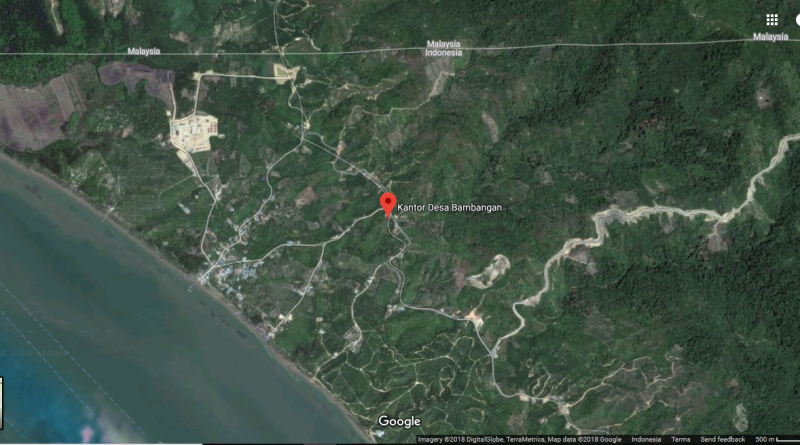 Malaysia
Malaysia
Indonesia
Malaysia
Kantor Desa Bambangan
Google
Imagery ©2018 DigitalGlobe, TerraMetrics, Map data ©2018 Google Indonesia Terms Send feedback 500 m